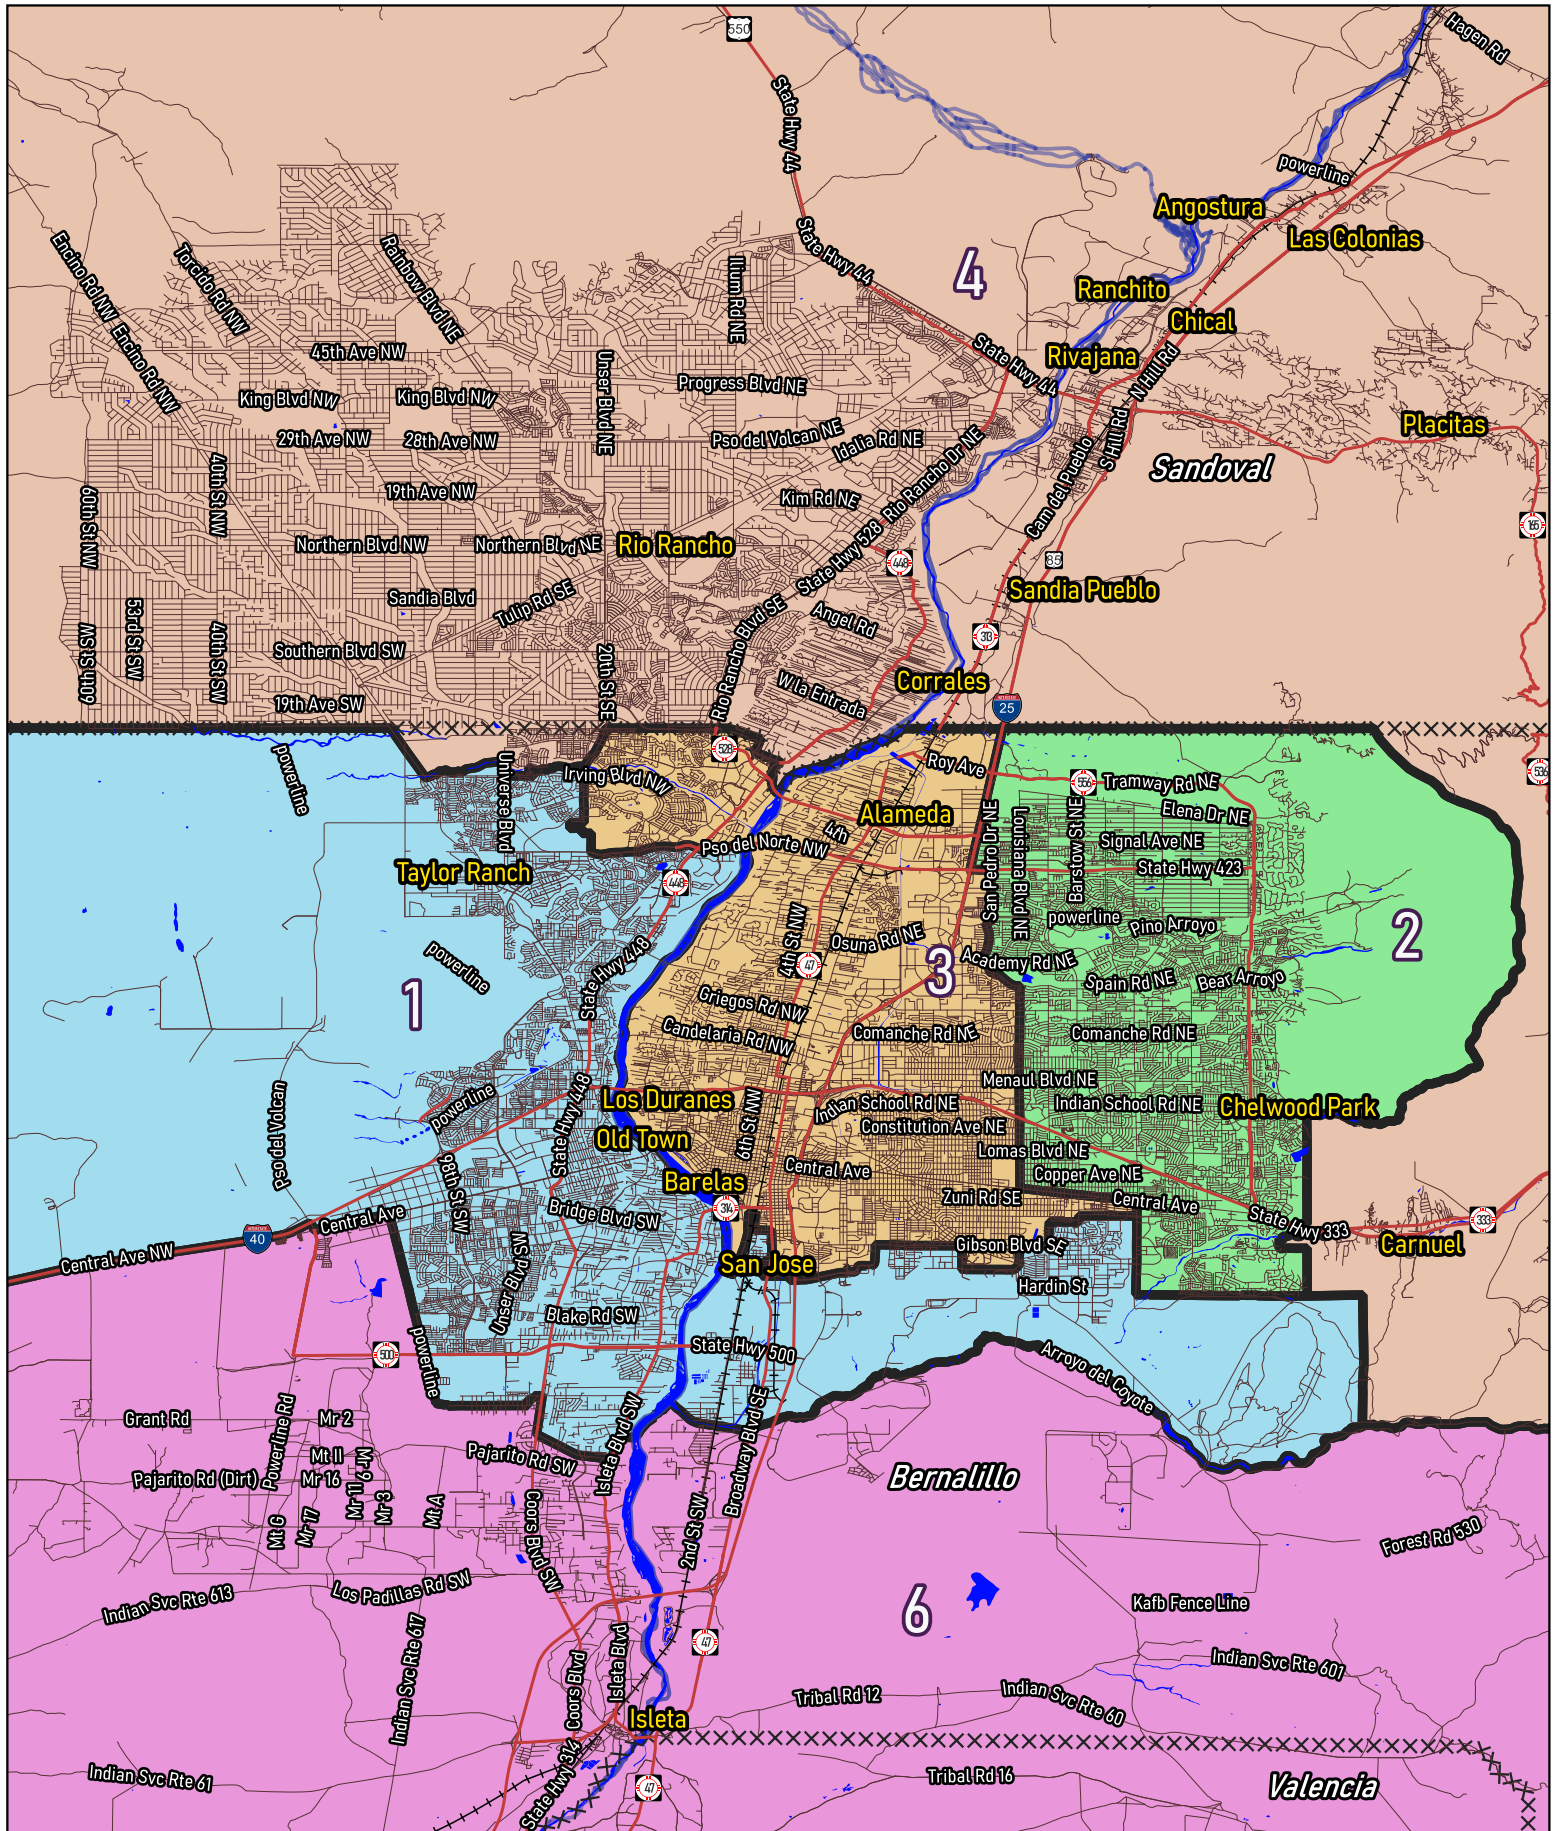 550
Hagen Rd
State Hwy 44
powerline
Angostura
Las Colonias
Encino Rd NW
Torcido Rd NW
Rainbow Blvd NE
Ilum Rd NE
State Hwy 44
4
Ranchito
Chical
Encino Rd NW
45th Ave NW
Unser Blvd NE
State Hwy 44
Rivajana
N Hill Rd
King Blvd NW
King Blvd NW
Progress Blvd NE
29th Ave NW
28th Ave NW
Pso del Volcan NE
Idalia Rd NE
Placitas
Sandoval
S Hill Rd
Cam del Pueblo
40th St NW
60th St NW
19th Ave NW
Kim Rd NE
Rio Rancho Dr NE
165
Northern Blvd NW
Northern Blvd NE
Rio Rancho
State Hwy 528
448
85
Sandia Pueblo
Sandia Blvd
Tulip Rd SE
Angel Rd
313
60th St SW
53rd St SW
40th St SW
Southern Blvd SW
20th St SE
Rio Rancho Blvd SE
W la Entrada
Corrales
19th Ave SW
25
powerline
Universe Blvd
Irving Blvd NW
528
Roy Ave
556
Tramway Rd NE
536
Alameda
San Pedro Dr NE
Louisiana Blvd NE
Barstow St NE
Elena Dr NE
Pso del Norte NW
4th
Signal Ave NE
State Hwy 423
Taylor Ranch
448
powerline
Pino Arroyo
2
powerline
State Hwy 448
4th St NW
47
Osuna Rd NE
3
Academy Rd NE
Spain Rd NE
Bear Arroyo
1
Griegos Rd NW
Candelaria Rd NW
Comanche Rd NE
Comanche Rd NE
Menaul Blvd NE
Pso del Volcan
powerline
State Hwy 448
Los Duranes
6th St NW
Indian School Rd NE
Indian School Rd NE
Chelwood Park
Old Town
Constitution Ave NE
Lomas Blvd NE
98th St SW
Barelas
Central Ave
Copper Ave NE
Central Ave
Bridge Blvd SW
314
Zuni Rd SE
Central Ave
State Hwy 333
333
Carnuel
Central Ave NW
40
Unser Blvd SW
San Jose
Gibson Blvd SE
Hardin St
Blake Rd SW
500
powerline
State Hwy 500
Arroyo del Coyote
Grant Rd
Powerline Rd
Mr 2
Isleta Blvd SW
Broadway Blvd SE
Mt II
Mr 9
Pajarito Rd SW
Pajarito Rd (Dirt)
Mr 16
Mr 11
Mr 3
Mt A
Bernalillo
Mt G
Mr 17
Coors Blvd SW
2nd St SW
Forest Rd 530
Indian Svc Rte 613
Los Padillas Rd SW
6
Kafb Fence Line
Indian Svc Rte 617
Coors Blvd
Isleta Blvd
47
Indian Svc Rte 601
Tribal Rd 12
Indian Svc Rte 60
Isleta
Indian Svc Rte 61
State Hwy 314
47
Tribal Rd 16
Valencia